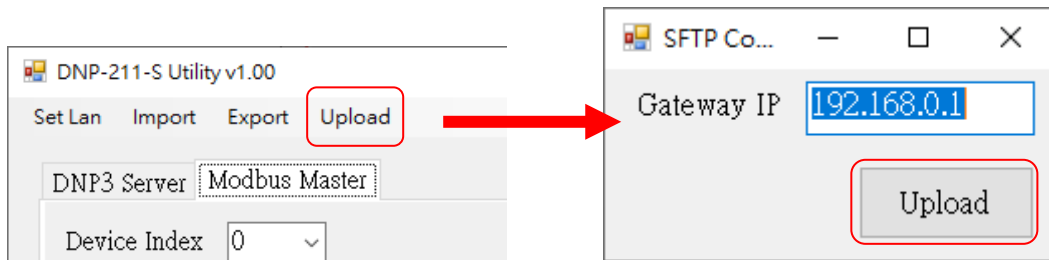 DNP-211-S Utility v1.00
Set Lan Import Export Upload
DNP3 Server Modbus Master
Device Index 0
SFTP Co...
Gateway IP 192.168.0.1
Upload